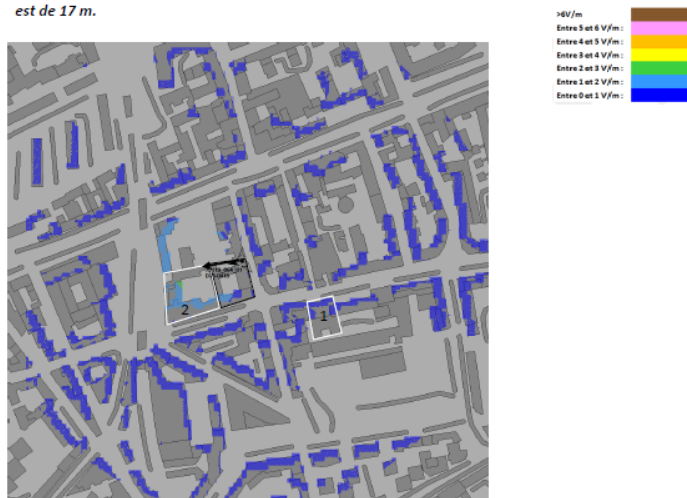 est de 17 m.
>6V/m
Entre 5 et 6 V/m :
Entre 4 et 5 V/m :
Entre 3 et 4 V/m :
Entre 2 et 3 V/m :
Entre 1 et 2 V/m :
Entre 0 et 1 V/m :
2
1